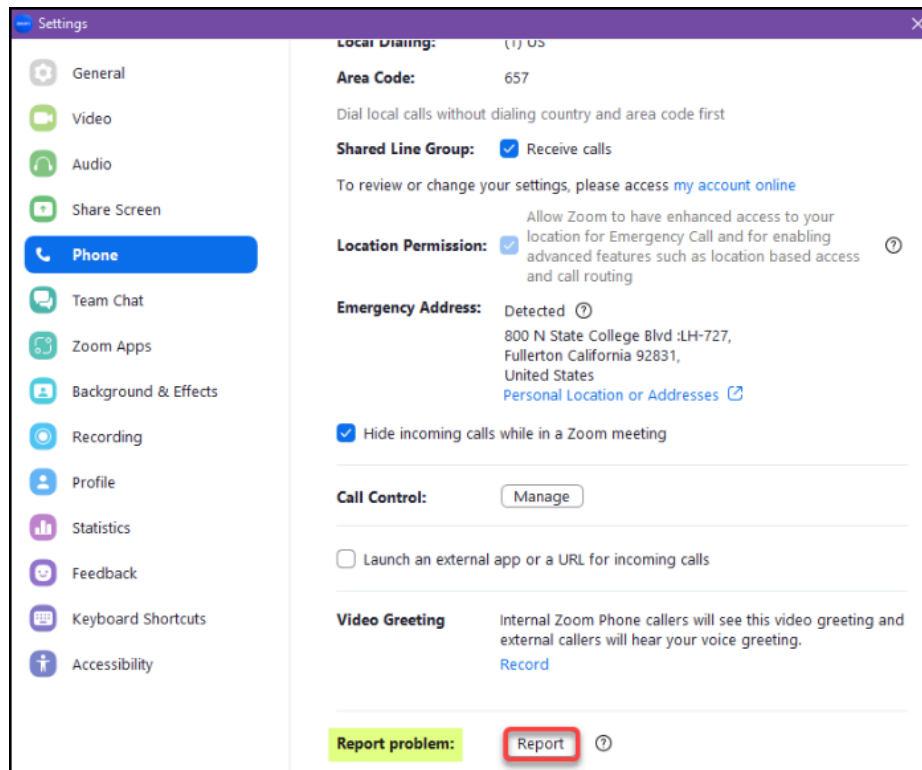 Settings
General
Video
Audio
Share Screen
Phone
Team Chat
Zoom Apps
Background & Effects
Recording
Profile
Statistics
Feedback
Keyboard Shortcuts
Accessibility
Local Dialing: (1) US
Area Code: 657
Dial local calls without dialing country and area code first
Shared Line Group: Receive calls
To review or change your settings, please access my account online
Location Permission: Allow Zoom to have enhanced access to your
location for Emergency Call and for enabling
advanced features such as location based access
and call routing
Emergency Address: Detected
800 N State College Blvd :LH-727,
Fullerton California 92831,
United States
Personal Location or Addresses
Hide incoming calls while in a Zoom meeting
Call Control: Manage
Launch an external app or a URL for incoming calls
Video Greeting Internal Zoom Phone callers will see this video greeting and
external callers will hear your voice greeting.
Record
Report problem: Report